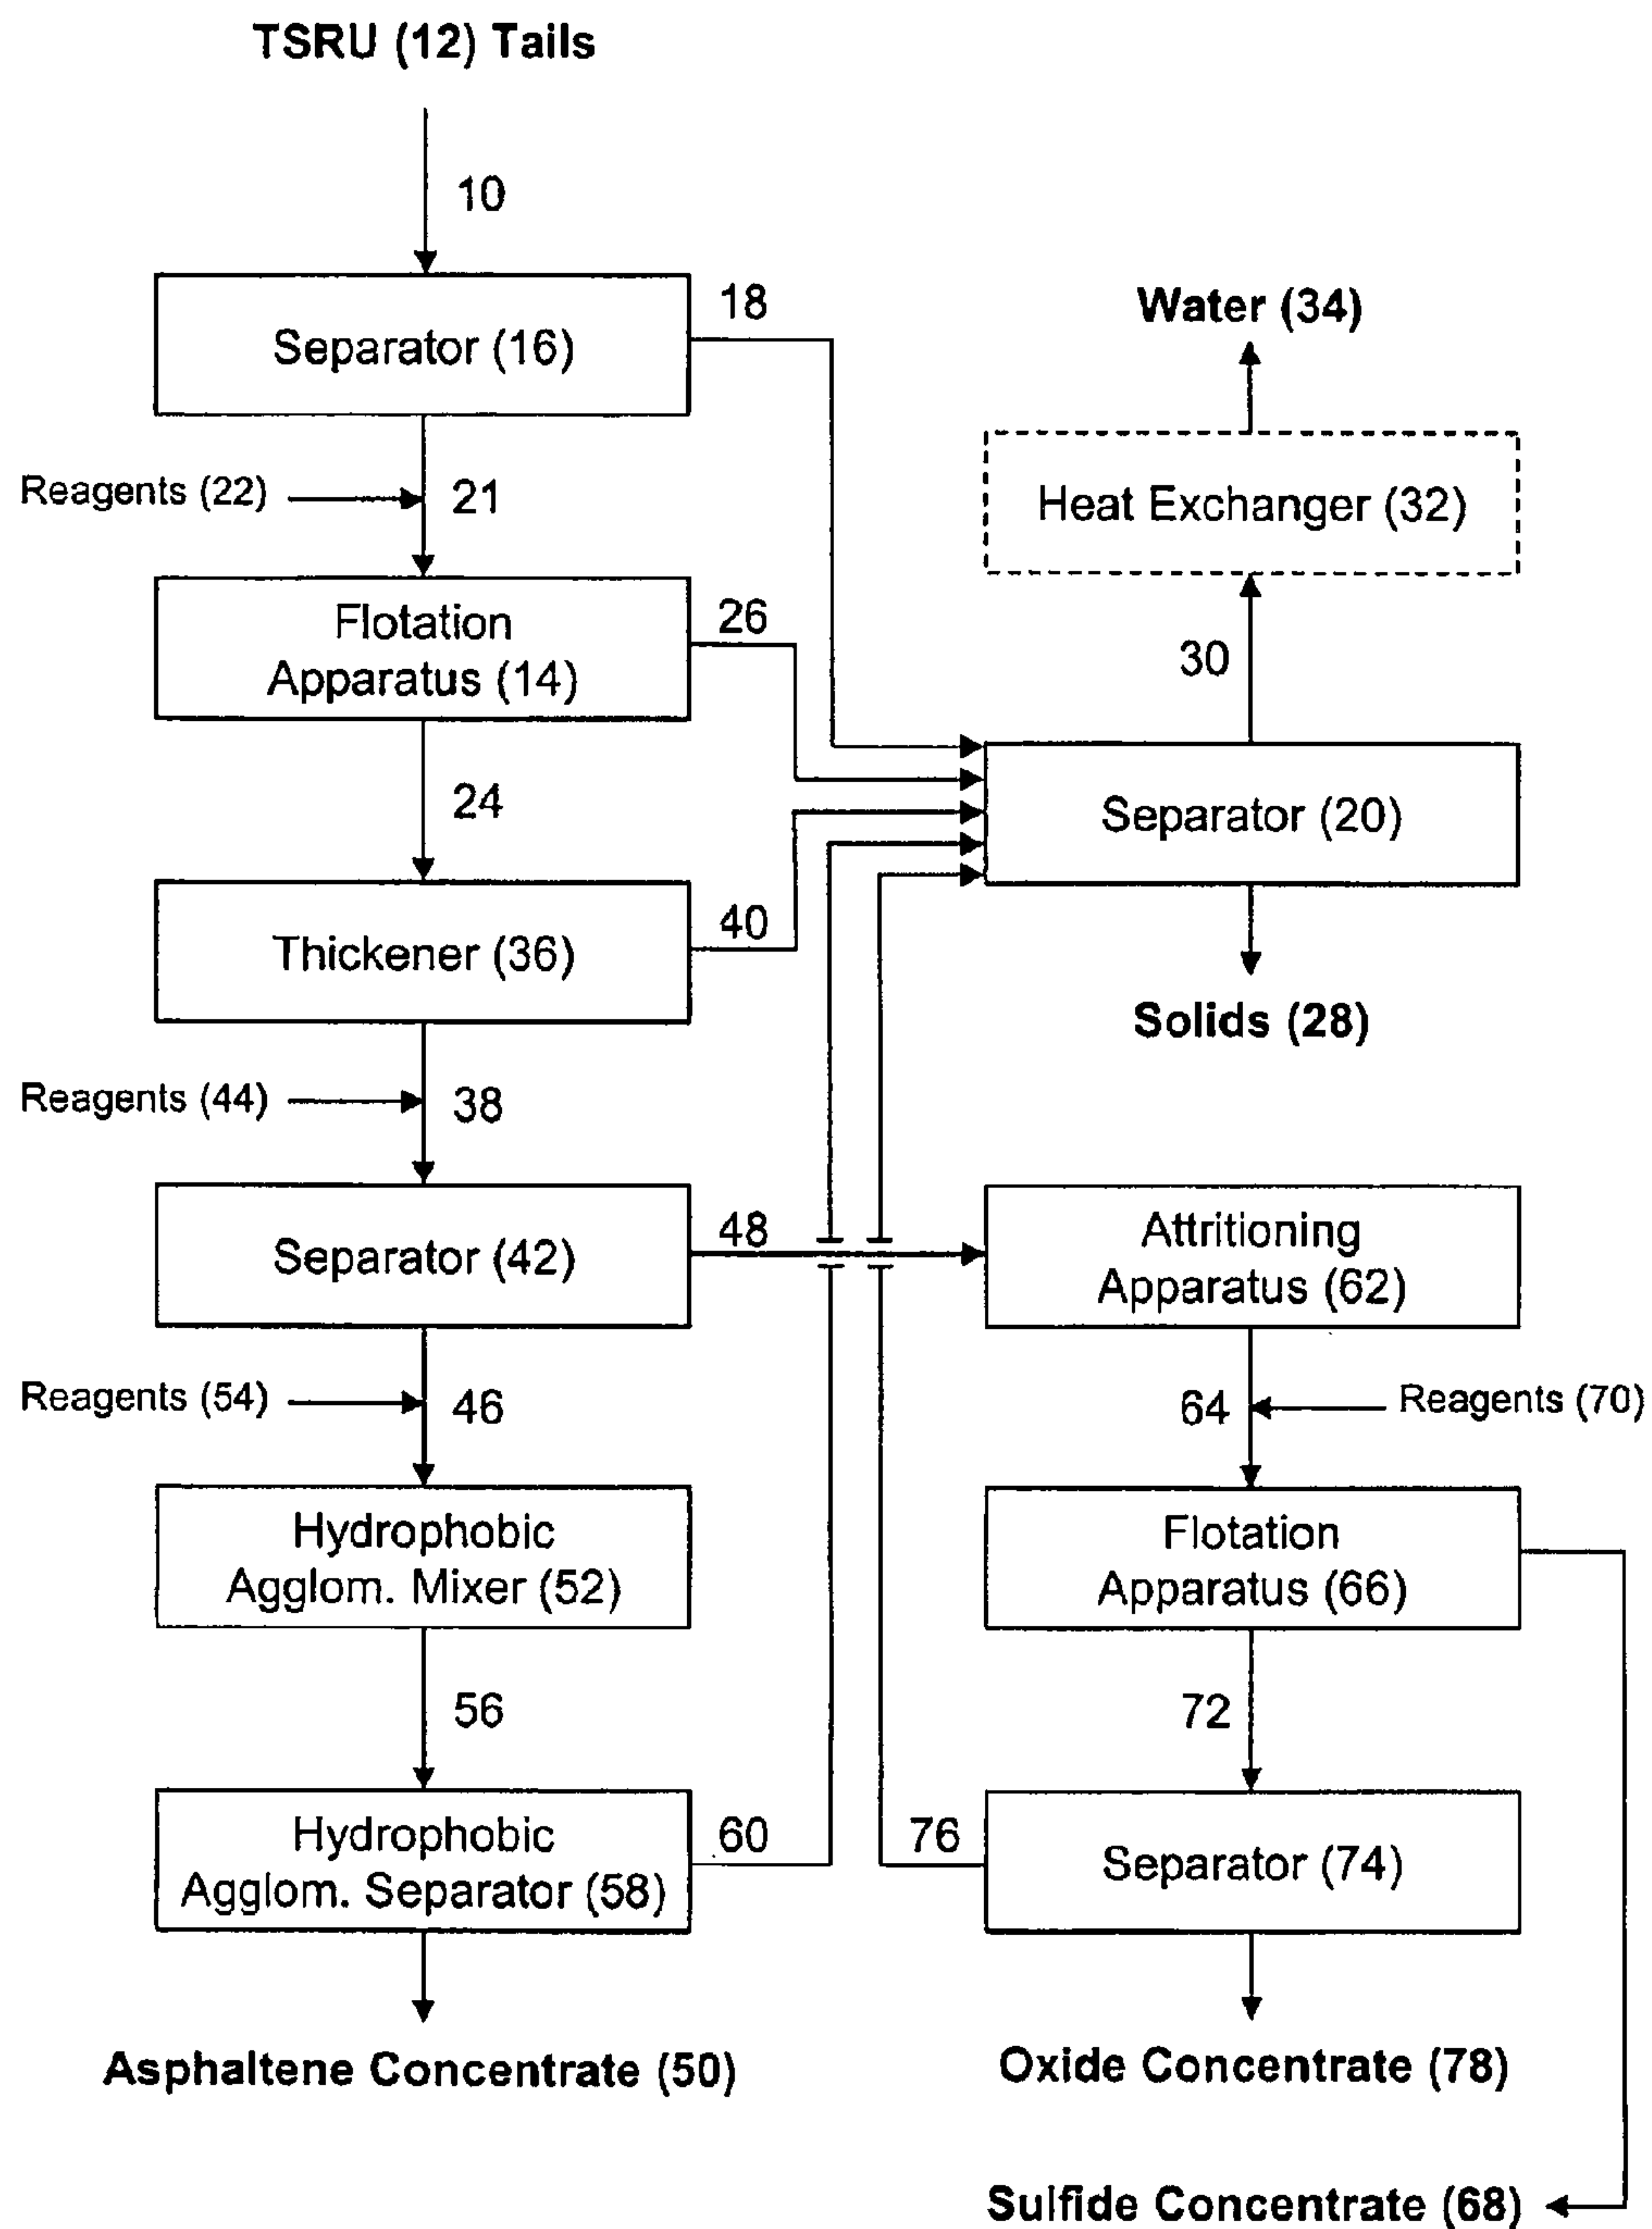 TSRU (12) Tails
10
Separator (16)
18
Reagents (22)
21
Flotation
Apparatus (14)
26
24
Thickener (36)
40
Reagents (44)
38
Separator (42)
48
Reagents (54)
46
Hydrophobic
Agglom. Mixer (52)
56
Hydrophobic
Agglom. Separator (58)
60
Asphaltene Concentrate (50)
Water (34)
Heat Exchanger (32)
30
Separator (20)
Solids (28)
Attritioning
Apparatus (62)
64
Reagents (70)
Flotation
Apparatus (66)
72
76
Separator (74)
Oxide Concentrate (78)
Sulfide Concentrate (68)